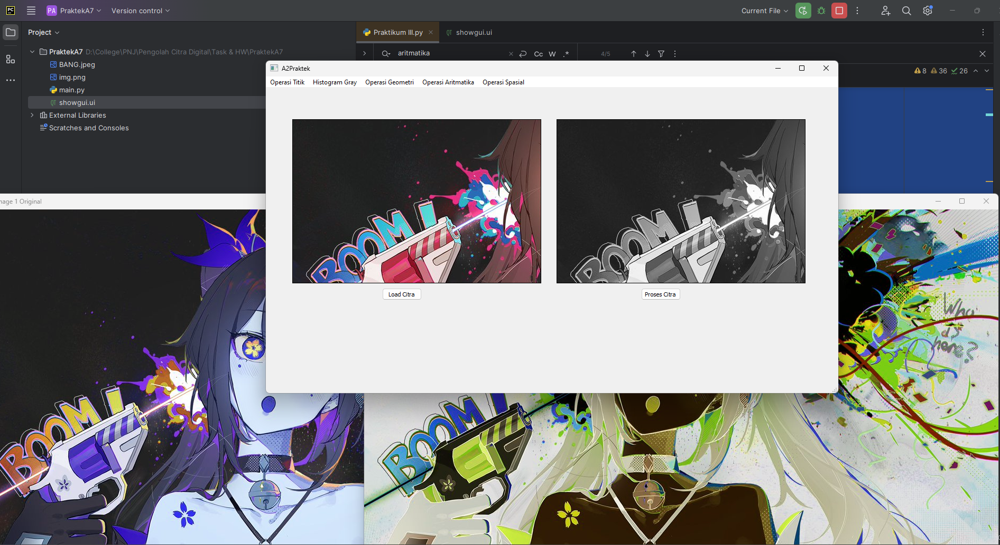 PC
PA PraktekA7
Version control
Current File
Project
Praktikum III.py
showgui.ui
PraktekA7 D:\College\PNJ\Pengolah Citra Digital\Task & HW\PraktekA7
aritmatika
Cc W .*
4/5
BANG.jpeg
img.png
main.py
showgui.ui
External Libraries
Scratches and Consoles
8 36 26
A2Praktek
Operasi Titik Histogram Gray Operasi Geometri Operasi Aritmatika Operasi Spasial
BOOM!
BOOM!
Load Citra
Proses Citra
mage 1 Original
BOOM!
BOOM!
Who
is
here?